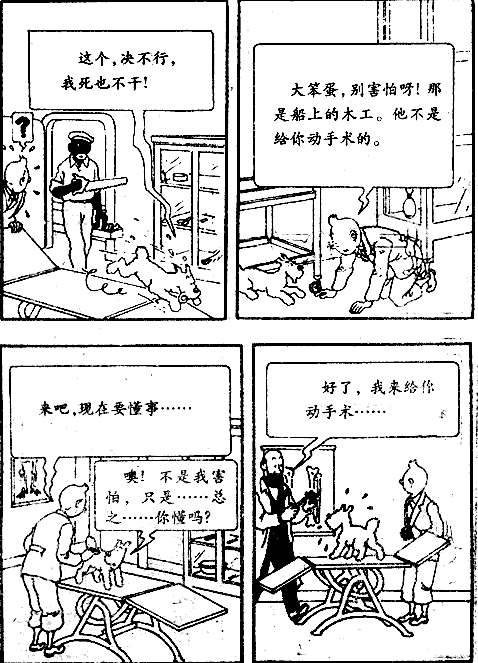 这个,决不行,
我死也不干!
?
大笨蛋,别害怕呀!那
是船上的木工。他不是
给你动手术的。
来吧,现在要懂事……
噢!不是我害
怕,只是……总
之……你懂吗?
好了,我来给你
动手术……